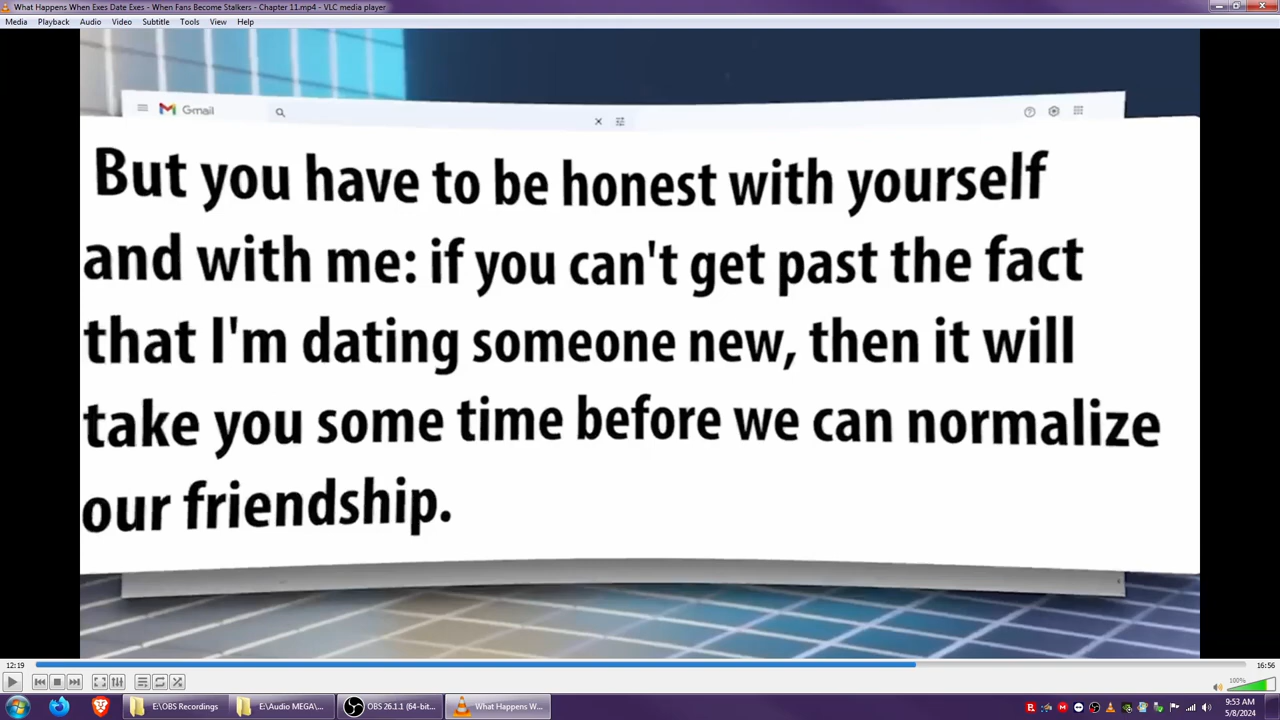 What Happens When Exes Date Exes - When Fans Become Stalkers - Chapter 11.mp4 - VLC media player
Media Playback Audio Video Subtitle Tools View Help
Gmail
But you have to be honest with yourself
and with me: if you can't get past the fact
that I'm dating someone new, then it will
take you some time before we can normalize
our friendship.
12:19 16:56
100%
E:\OBS Recordings E:\Audio MEGA\... OBS 26.1.1 (64-bit... What Happens W... 9:53 AM
5/8/2024